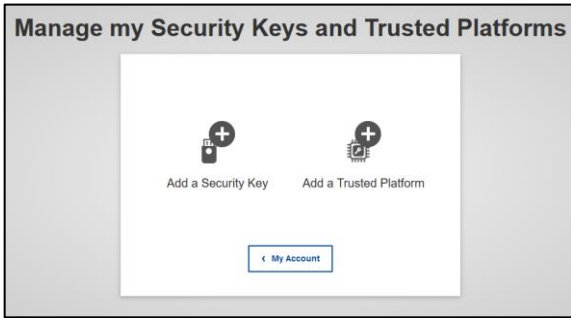 Manage my Security Keys and Trusted Platforms
Add a Security Key
Add a Trusted Platform
‹ My Account